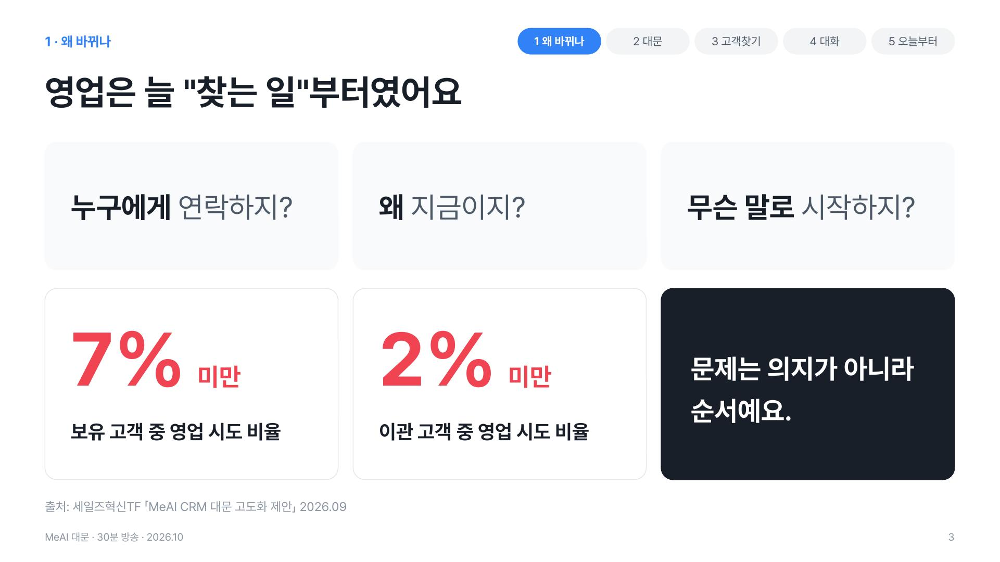 1 · 왜 바뀌나
1 왜 바뀌나
2 대문
3 고객찾기
4 대화
5 오늘부터
영업은 늘 "찾는 일"부터였어요
누구에게 연락하지?
왜 지금이지?
무슨 말로 시작하지?
7% 미만
보유 고객 중 영업 시도 비율
2% 미만
이관 고객 중 영업 시도 비율
문제는 의지가 아니라
순서예요.
출처: 세일즈혁신TF 「MeAI CRM 대문 고도화 제안」 2026.09
MeAI 대문 · 30분 방송 · 2026.10
3